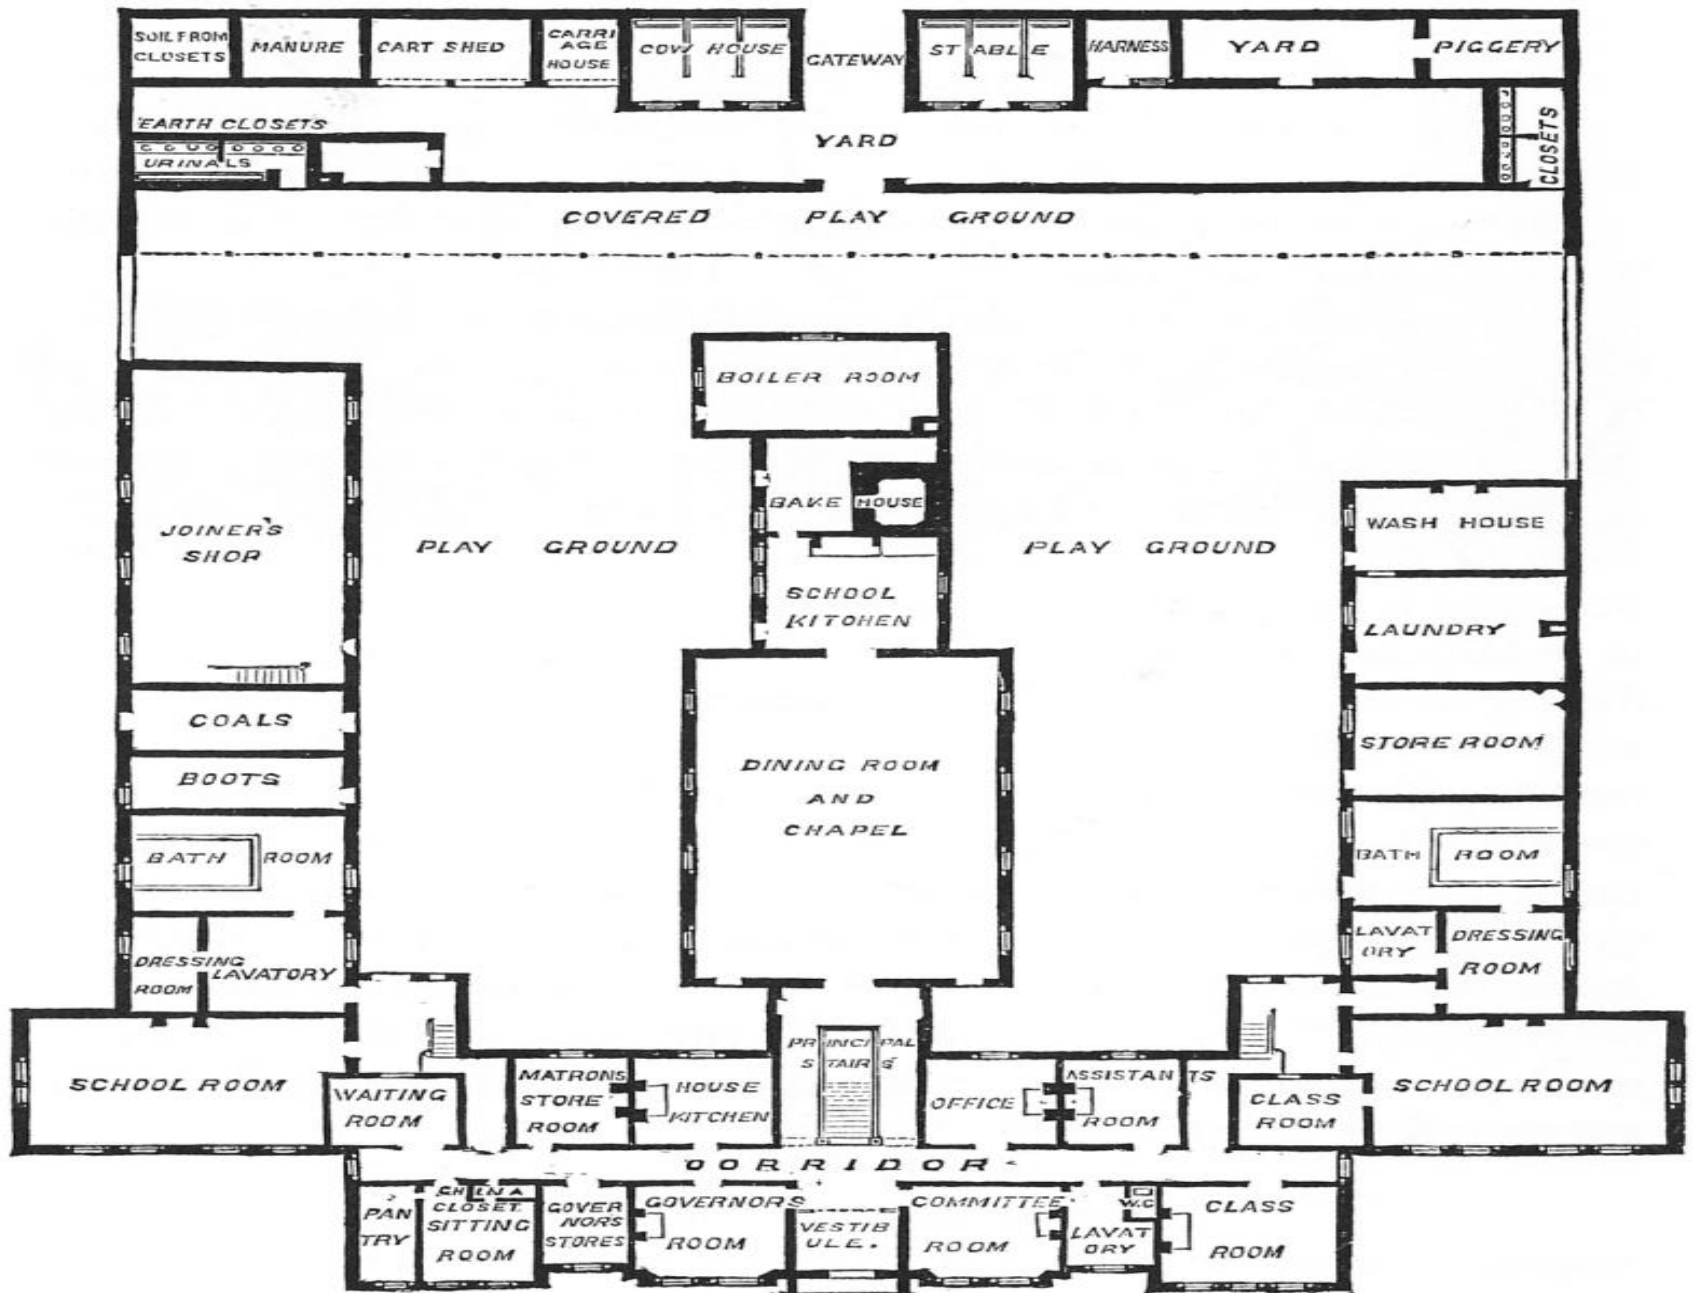 SOIL FROM
CLOSETS
MANURE
CART SHED
CARRI
AGE
HOUSE
COW HOUSE
GATEWAY
STABLE
HARNESS
YARD
PIGGERY
EARTH CLOSETS
URINALS
YARD
CLOSETS
COVERED PLAY GROUND
BOILER ROOM
BAKE HOUSE
SCHOOL
KITCHEN
JOINER'S
SHOP
PLAY GROUND
PLAY GROUND
WASH HOUSE
LAUNDRY
STORE ROOM
COALS
BOOTS
BATH ROOM
DINING ROOM
AND
CHAPEL
BATH ROOM
DRESSING
ROOM
LAVATORY
LAVAT
ORY
DRESSING
ROOM
SCHOOL ROOM
WAITING
ROOM
MATRONS
STORE
ROOM
HOUSE
KITCHEN
PRINCIPAL
STAIRS
OFFICE
ASSISTANTS
ROOM
CLASS
ROOM
SCHOOL ROOM
CORRIDOR
PAN
TRY
CHINA
CLOSET
SITTING
ROOM
GOVER
NORS
STORES
GOVERNORS
ROOM
VESTIB
ULE.
COMMITTEE
ROOM
W.C
LAVAT
ORY
CLASS
ROOM